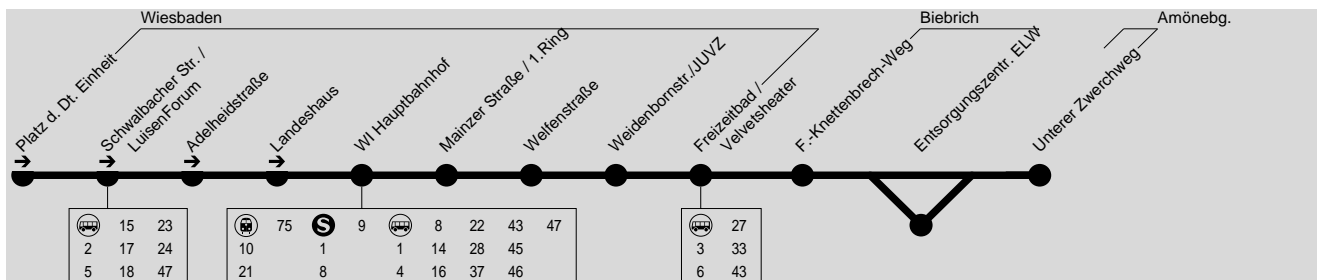 Wiesbaden
Biebrich
Amönebg.
Platz d. Dt. Einheit
Schwalbacher Str. /
LuisenForum
Adelheidstraße
Landeshaus
WI Hauptbahnhof
Mainzer Straße / 1.Ring
Welfenstraße
Weidenbornstr./JUVZ
Freizeitbad /
Velvetsheater
F.-Knettenbrech-Weg
Entsorgungszentr. ELW
Unterer Zwerchweg
15 23
2 17 24
5 18 47
75 S 9 8 22 43 47
10 1 1 14 28 45
21 8 4 16 37 46
27
3 33
6 43